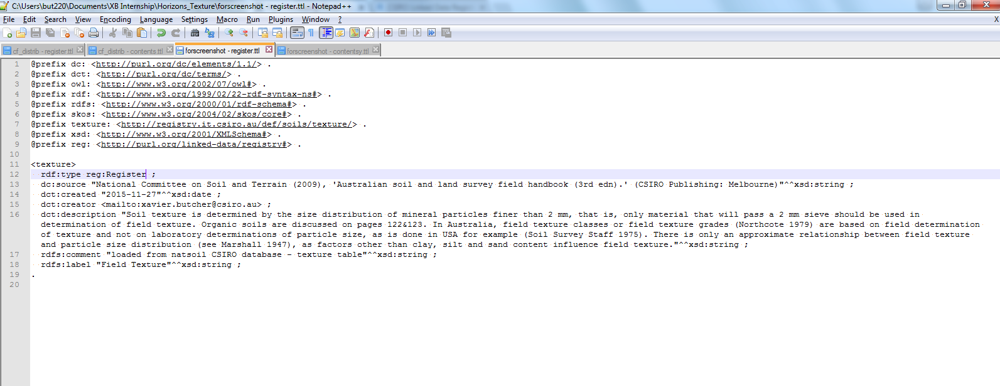 C:\Users\but220\Documents\XB Internship\Horizons_Texture\forscreenshot - register.ttl - Notepad++
File Edit Search View Encoding Language Settings Macro Run Plugins Window ? X
cf_distrib - register.ttl cf_distrib - contents.ttl forscreenshot - register.ttl forscreenshot - contentsy.ttl
1 @prefix dc: <http://purl.org/dc/elements/1.1/> .
2 @prefix dct: <http://purl.org/dc/terms/> .
3 @prefix owl: <http://www.w3.org/2002/07/owl#> .
4 @prefix rdf: <http://www.w3.org/1999/02/22-rdf-syntax-ns#> .
5 @prefix rdfs: <http://www.w3.org/2000/01/rdf-schema#> .
6 @prefix skos: <http://www.w3.org/2004/02/skos/core#> .
7 @prefix texture: <http://registry.it.csiro.au/def/soils/texture/> .
8 @prefix xsd: <http://www.w3.org/2001/XMLSchema#> .
9 @prefix reg: <http://purl.org/linked-data/registry#> .
10
11 <texture>
12 rdf:type reg:Register ;
13 dc:source "National Committee on Soil and Terrain (2009), 'Australian soil and land survey field handbook (3rd edn).' (CSIRO Publishing: Melbourne)"^^xsd:string ;
14 dct:created "2015-11-27"^^xsd:date ;
15 dct:creator <mailto:xavier.butcher@csiro.au> ;
16 dct:description "Soil texture is determined by the size distribution of mineral particles finer than 2 mm, that is, only material that will pass a 2 mm sieve should be used in
determination of field texture. Organic soils are discussed on pages 122&123. In Australia, field texture classes or field texture grades (Northcote 1979) are based on field determination
of texture and not on laboratory determinations of particle size, as is done in USA for example (Soil Survey Staff 1975). There is only an approximate relationship between field texture
and particle size distribution (see Marshall 1947), as factors other than clay, silt and sand content influence field texture."^^xsd:string ;
17 rdfs:comment "loaded from natsoil CSIRO database - texture table"^^xsd:string ;
18 rdfs:label "Field Texture"^^xsd:string ;
19 .
20